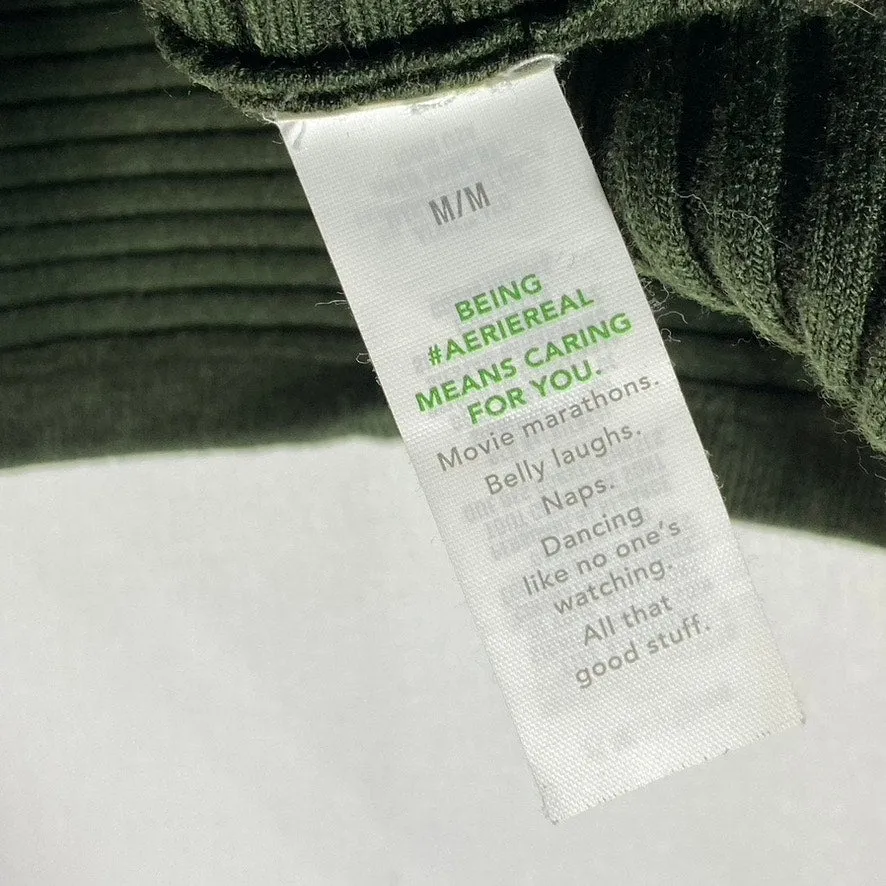 M/M
BEING
#AERIEREAL
MEANS CARING
FOR YOU.
Movie marathons.
Belly laughs.
Naps.
Dancing
like no one's
watching.
All that
good stuff.